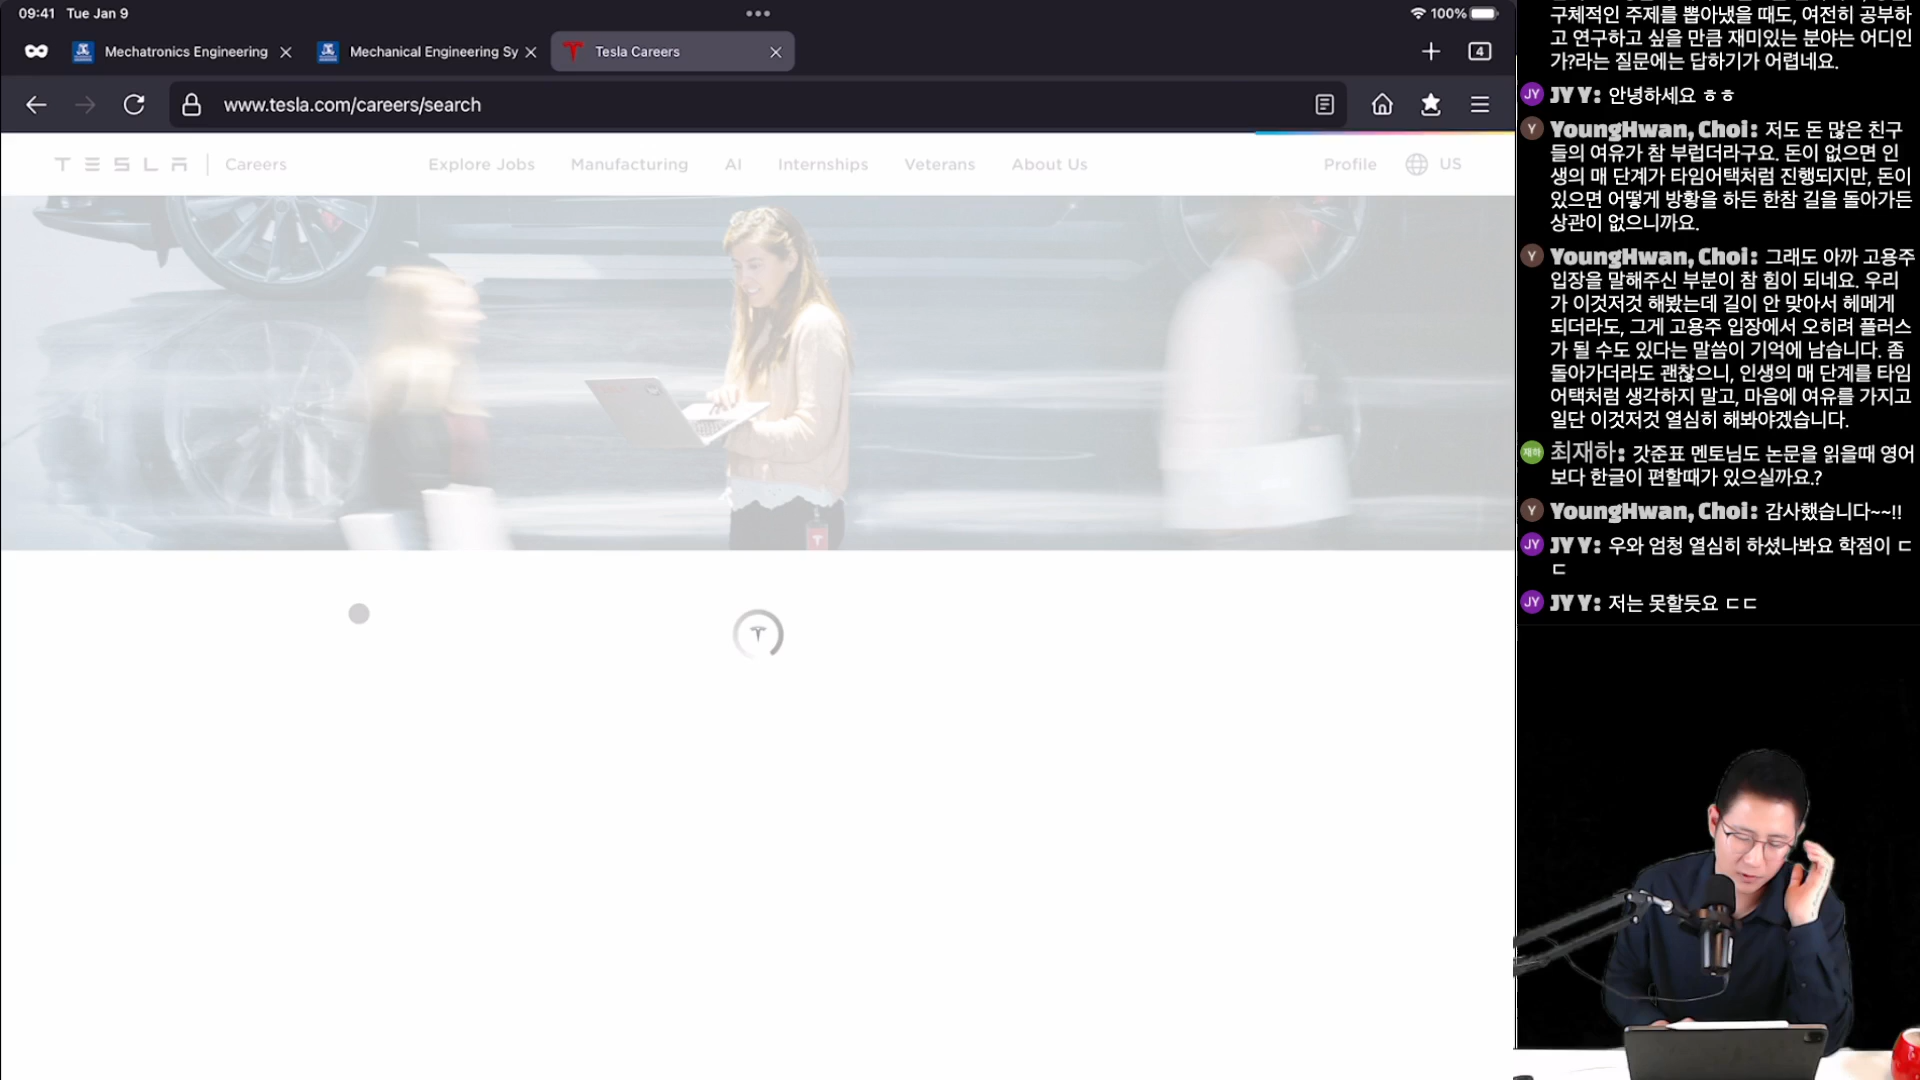 09:41 Tue Jan 9
100%
Mechatronics Engineering
Mechanical Engineering Sy
Tesla Careers
4
www.tesla.com/careers/search
TESLA Careers Explore Jobs Manufacturing AI Internships Veterans About Us Profile US
구체적인 주제를 뽑아냈을 때도, 여전히 공부하
고 연구하고 싶을 만큼 재미있는 분야는 어디인
가?라는 질문에는 답하기가 어렵네요.
JY JY Y: 안녕하세요 ㅎㅎ
Y YoungHwan, Choi: 저도 돈 많은 친구
들의 여유가 참 부럽더라구요. 돈이 없으면 인
생의 매 단계가 타임어택처럼 진행되지만, 돈이
있으면 어떻게 방황을 하든 한참 길을 돌아가든
상관이 없으니까요.
Y YoungHwan, Choi: 그래도 아까 고용주
입장을 말해주신 부분이 참 힘이 되네요. 우리
가 이것저것 해봤는데 길이 안 맞아서 헤메게
되더라도, 그게 고용주 입장에서 오히려 플러스
가 될 수도 있다는 말씀이 기억에 남습니다. 좀
돌아가더라도 괜찮으니, 인생의 매 단계를 타임
어택처럼 생각하지 말고, 마음에 여유를 가지고
일단 이것저것 열심히 해봐야겠습니다.
재하 최재하: 갓준표 멘토님도 논문을 읽을때 영어
보다 한글이 편할때가 있으실까요.?
Y YoungHwan, Choi: 감사했습니다~~!!
JY JY Y: 우와 엄청 열심히 하셨나봐요 학점이 ㄷ
ㄷ
JY JY Y: 저는 못할듯요 ㄷㄷ